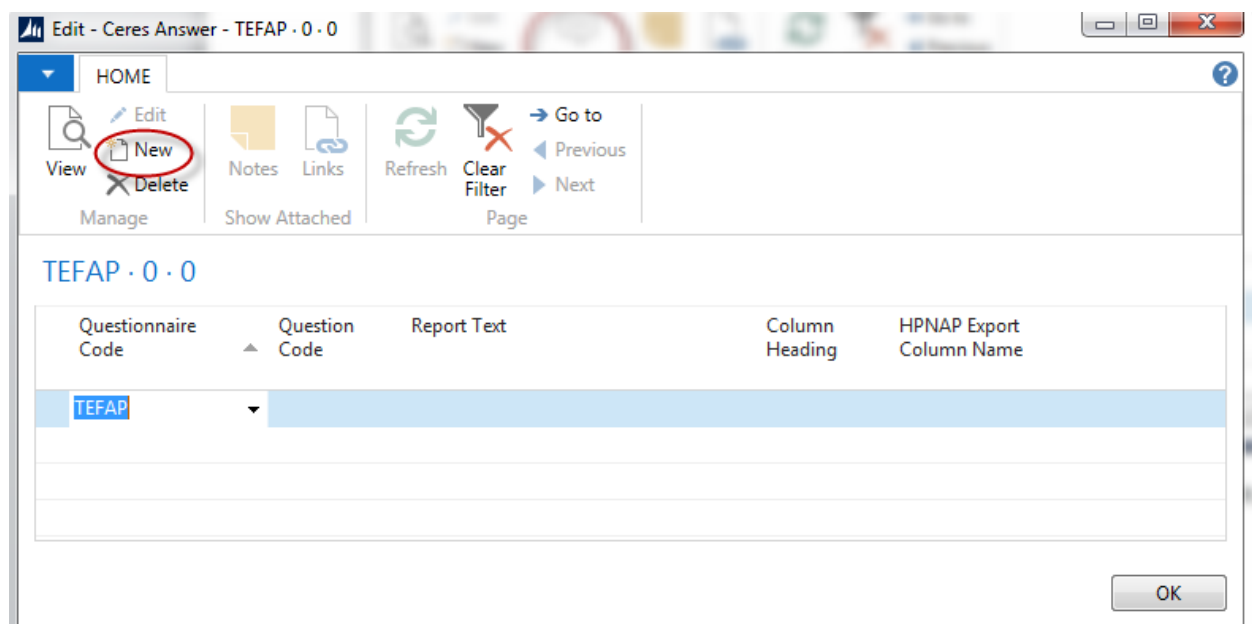 Edit - Ceres Answer - TEFAP · 0 · 0
HOME
View
Edit
New
Delete
Manage
Notes
Links
Show Attached
Refresh
Clear
Filter
Go to
Previous
Next
Page
TEFAP · 0 · 0
Questionnaire
Code
Question
Code
Report Text
Column
Heading
HPNAP Export
Column Name
TEFAP
OK